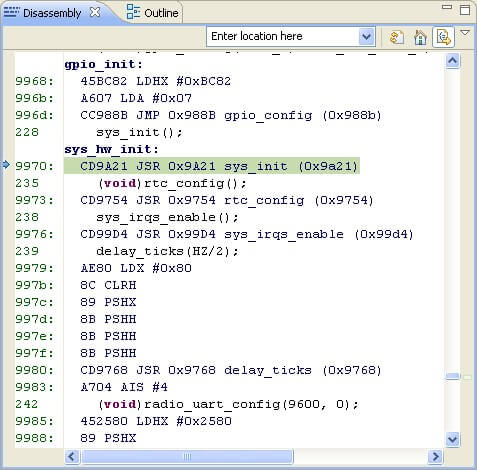 Disassembly
Outline
Enter location here
gpio_init:
9968: 45BC82 LDHX #0xBC82
996b: A607 LDA #0x07
996d: CC988B JMP 0x988B gpio_config (0x988b)
228 sys_init();
sys_hw_init:
9970: CD9A21 JSR 0x9A21 sys_init (0x9a21)
235 (void)rtc_config();
9973: CD9754 JSR 0x9754 rtc_config (0x9754)
238 sys_irqs_enable();
9976: CD99D4 JSR 0x99D4 sys_irqs_enable (0x99d4)
239 delay_ticks(HZ/2);
9979: AE80 LDX #0x80
997b: 8C CLRH
997c: 89 PSHX
997d: 8B PSHH
997e: 8B PSHH
997f: 8B PSHH
9980: CD9768 JSR 0x9768 delay_ticks (0x9768)
9983: A704 AIS #4
242 (void)radio_uart_config(9600, 0);
9985: 452580 LDHX #0x2580
9988: 89 PSHX